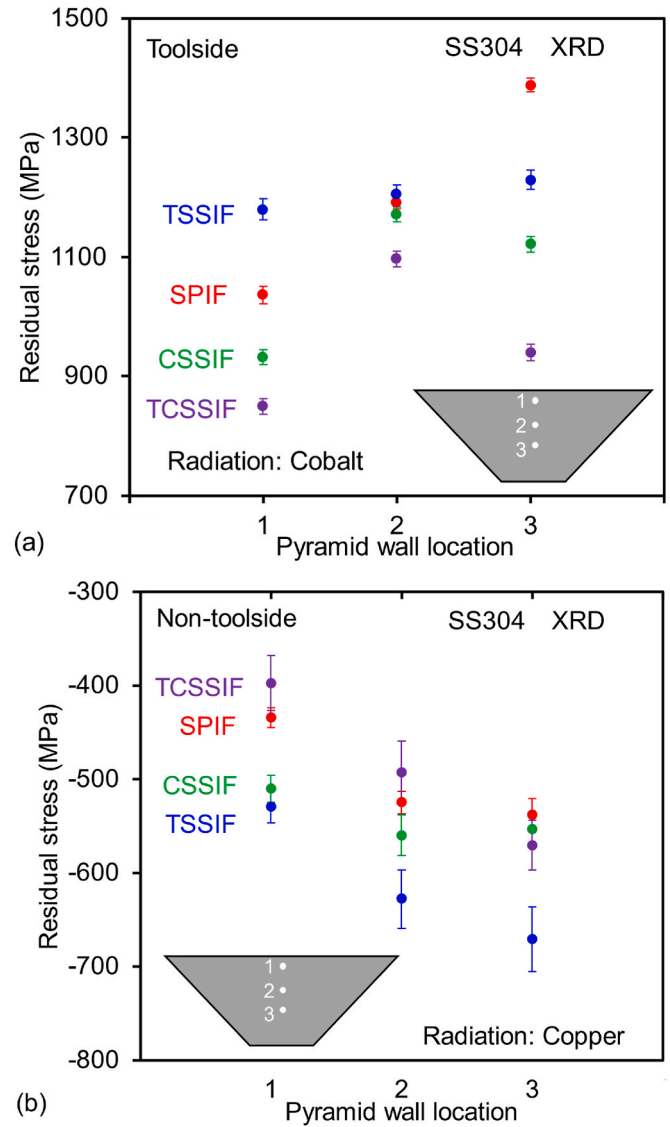 1500
Toolside SS304 XRD
1300
TSSIF
1100
SPIF
CSSIF
900
TCSSIF
1
2
3
Radiation: Cobalt
700
1 2 3
Pyramid wall location
Residual stress (MPa)
(a)
-300
Non-toolside SS304 XRD
-400
TCSSIF
SPIF
-500
CSSIF
TSSIF
-600
-700
1
2
3
Radiation: Copper
-800
1 2 3
Pyramid wall location
Residual stress (MPa)
(b)